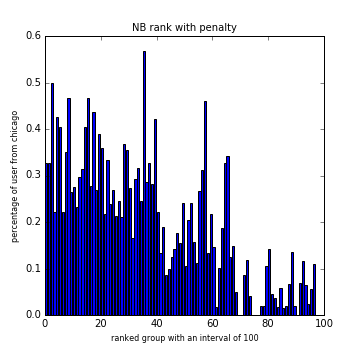 NB rank with penalty
0.6
0.5
0.4
0.3
0.2
0.1
0.0
percentage of user from chicago
0 20 40 60 80 100
ranked group with an interval of 100